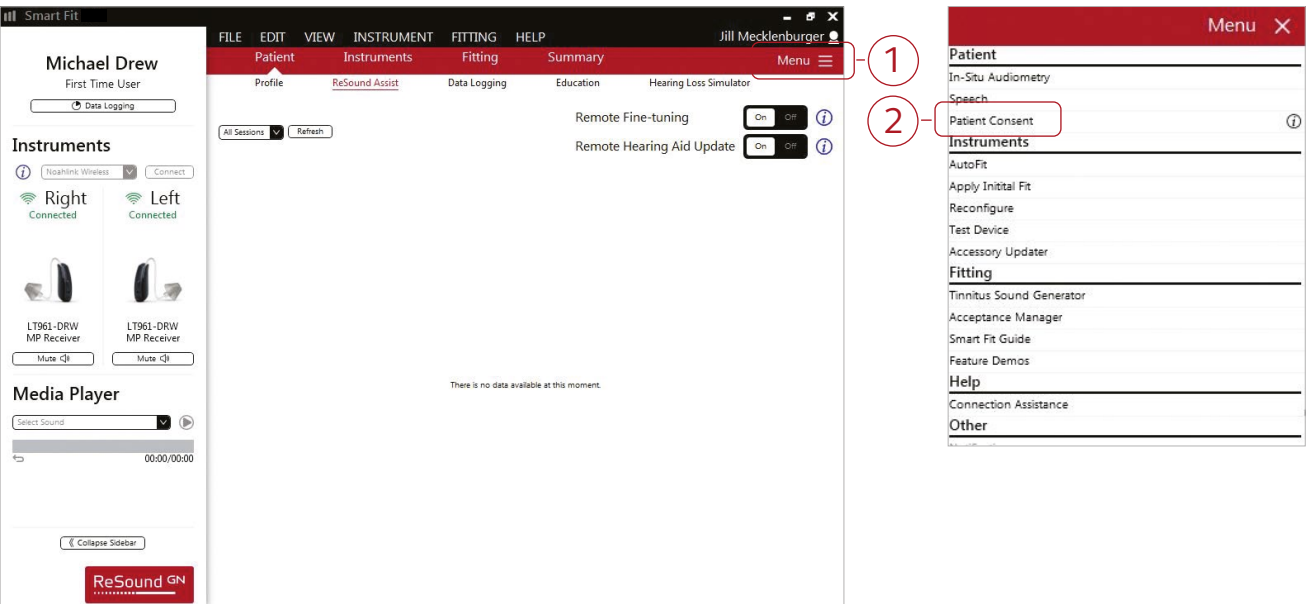 Smart Fit
FILE EDIT VIEW INSTRUMENT FITTING HELP
Jill Mecklenburger
Patient Instruments Fitting Summary
Menu
1
Profile ReSound Assist Data Logging Education Hearing Loss Simulator
Michael Drew
First Time User
Data Logging
Instruments
i Noahlink Wireless Connect
Right Left
Connected Connected
LT961-DRW LT961-DRW
MP Receiver MP Receiver
Mute Mute
Media Player
Select Sound
00:00/00:00
Collapse Sidebar
ReSound GN
All Sessions Refresh
Remote Fine-tuning On Off i
Remote Hearing Aid Update On Off i
There is no data available at this moment.
Menu X
Patient
In-Situ Audiometry
Speech
2
Patient Consent i
Instruments
AutoFit
Apply Initital Fit
Reconfigure
Test Device
Accessory Updater
Fitting
Tinnitus Sound Generator
Acceptance Manager
Smart Fit Guide
Feature Demos
Help
Connection Assistance
Other